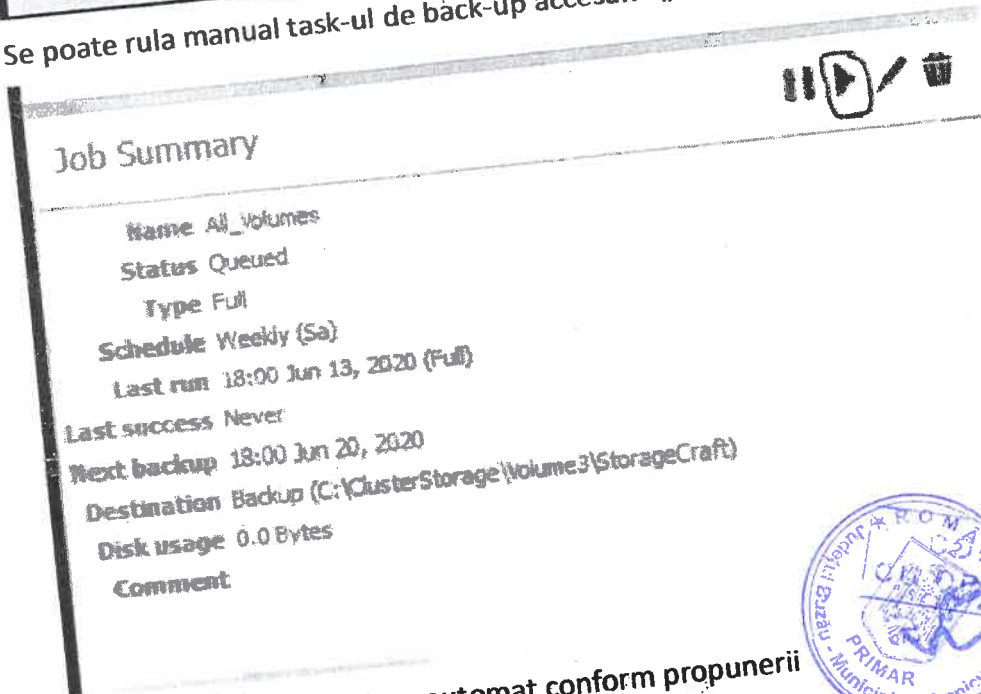 Se poate rula manual task-ul de back-up
Job Summary
Name All_Volumes
Status Queued
Type Full
Schedule Weekly (Sa)
Last run 18:00 Jun 13, 2020 (Full)
Last success Never
Next backup 18:00 Jun 20, 2020
Destination Backup (C:\ClusterStorage\Volume3\StorageCraft)
Disk usage 0.0 Bytes
Comment
conform propunerii
Buzău
PRIMAR